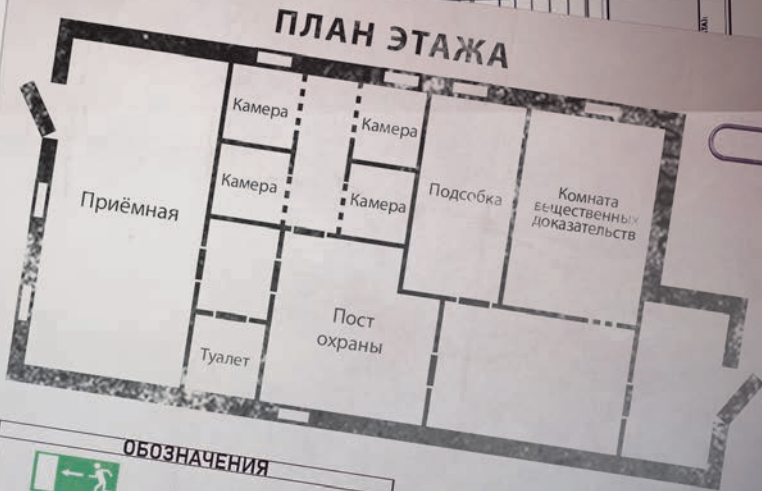 ПЛАН ЭТАЖА
Камера
Камера
Камера
Камера
Приёмная
Подсобка
Комната
вещественных
доказательств
Пост
охраны
Туалет
ОБОЗНАЧЕНИЯ